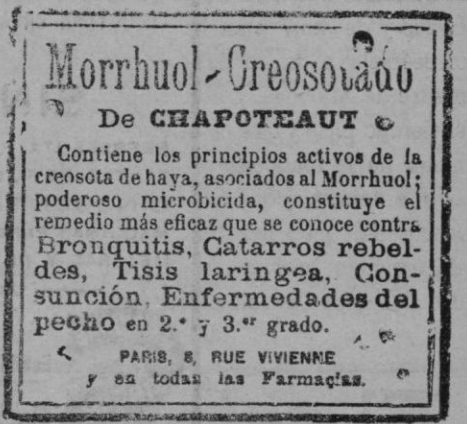 Morrhuol-Creosotado
De CHAPOTEAUT
Contiene los principios activos de la
creosota de haya, asociados al Morrhuol;
poderoso microbicida, constituye el
remedio más eficaz que se conoce contra
Bronquitis, Catarros rebel-
des, Tisis laringea, Con-
sunción, Enfermedades del
pecho en 2.º y 3.er grado.
PARIS, 8, RUE VIVIENNE
y en todas las Farmacias.